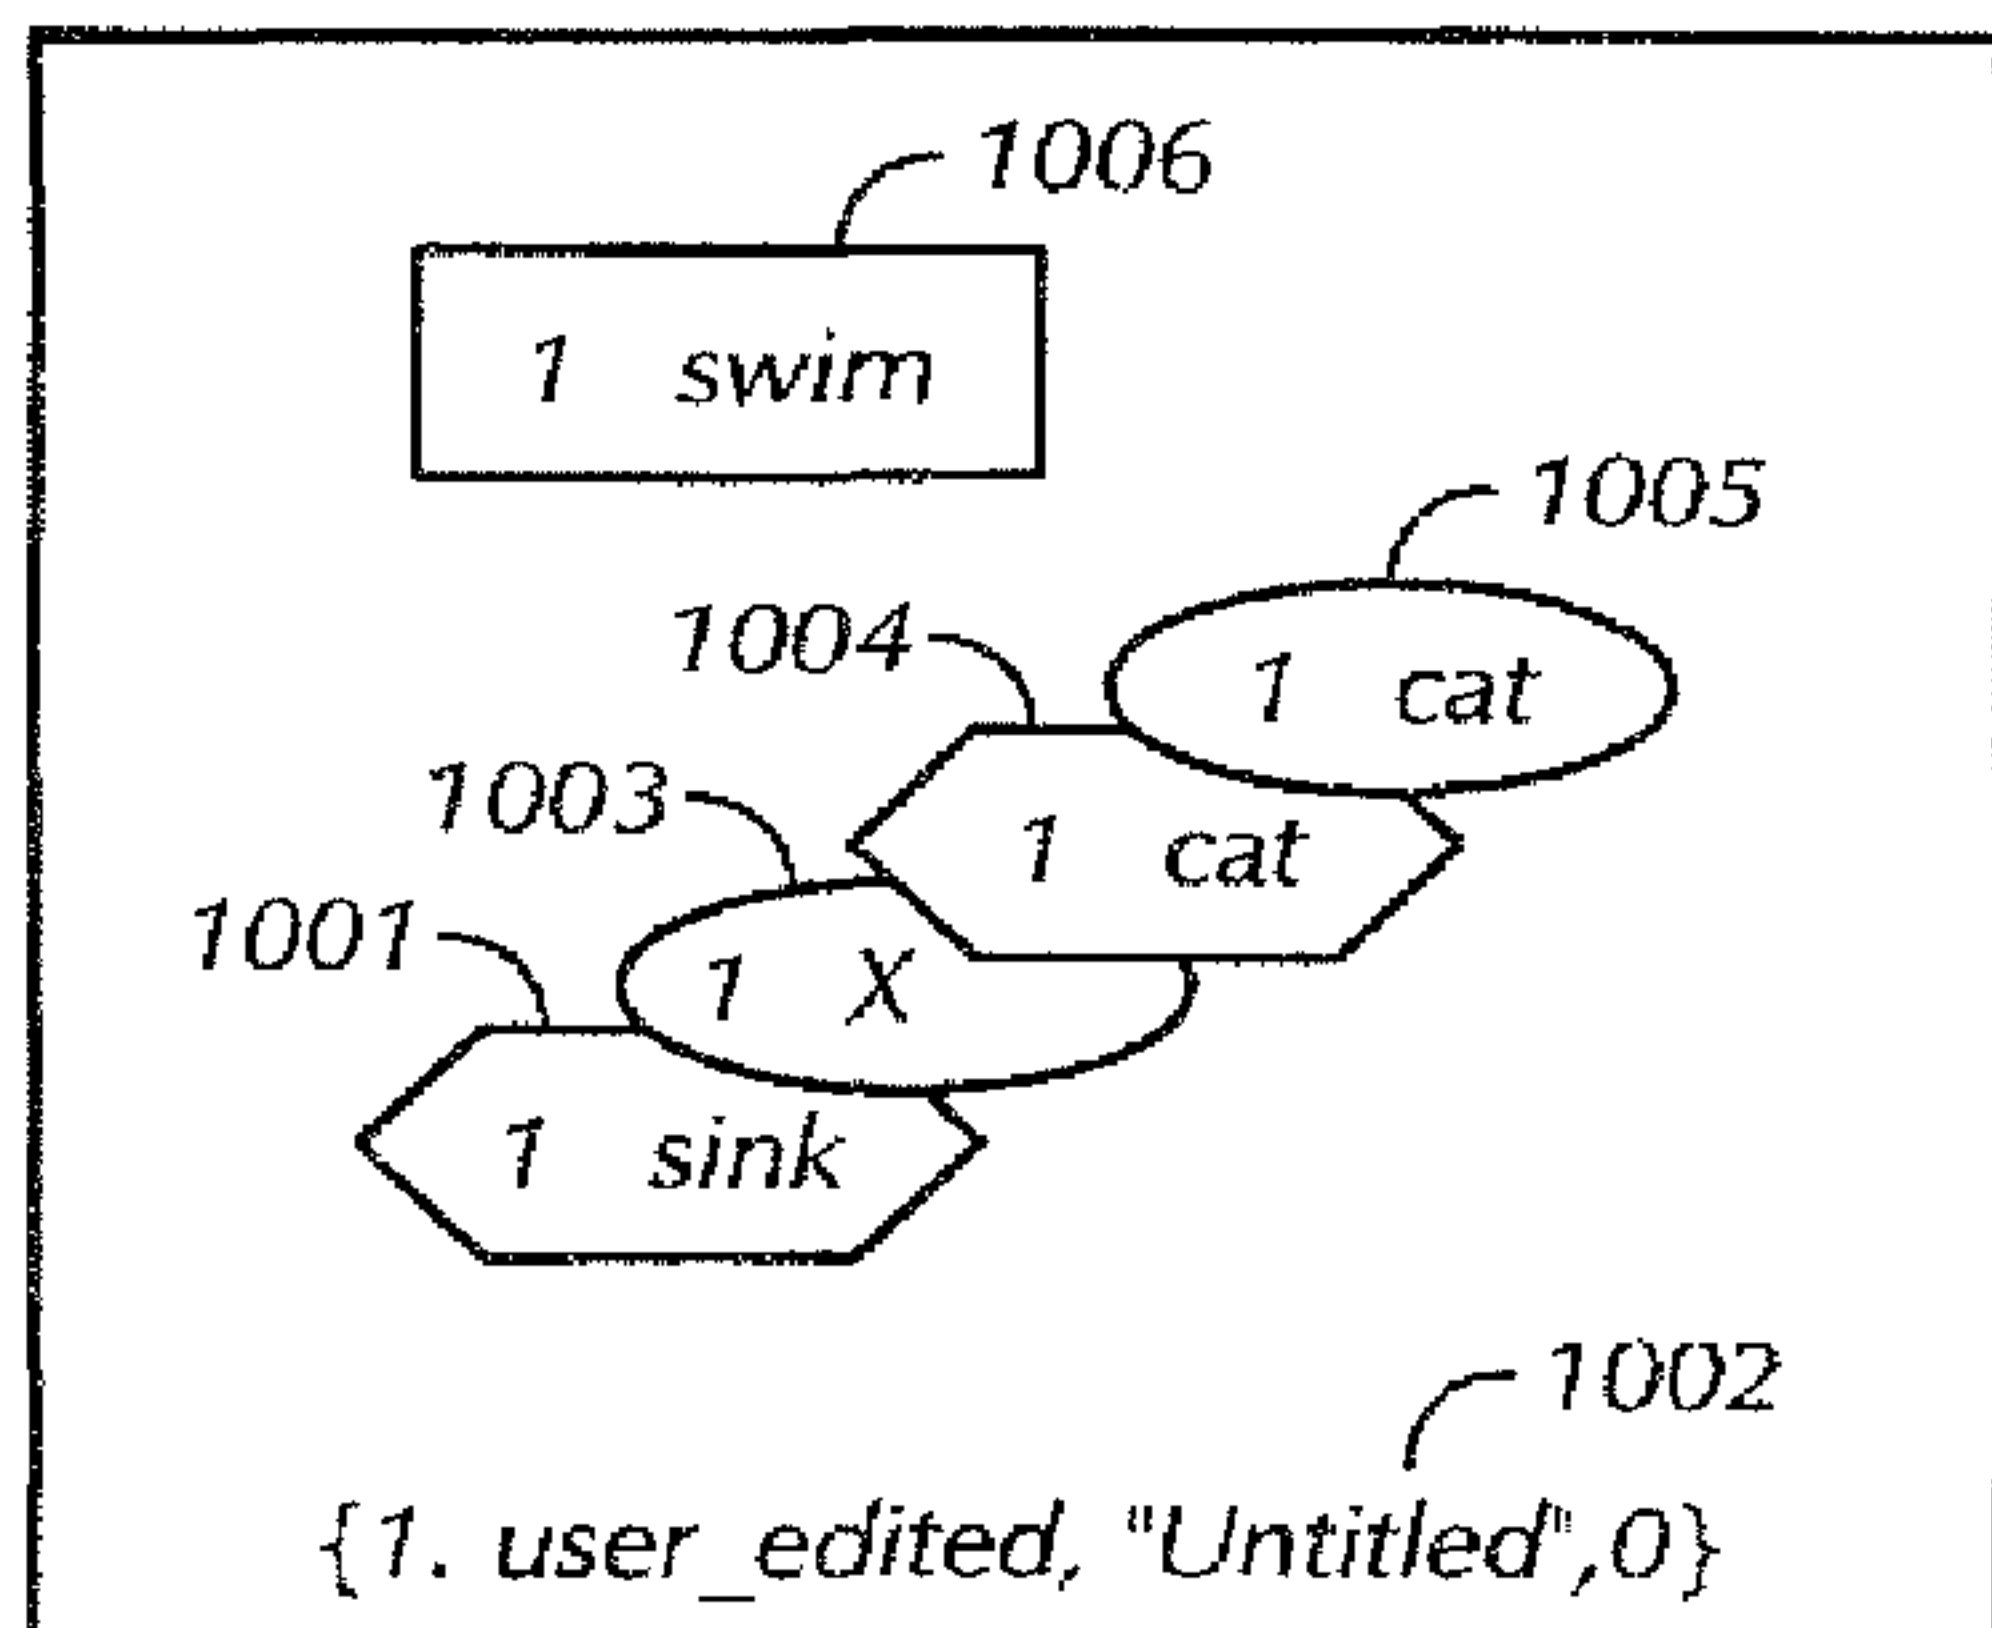 1006
1 swim
1005
1004
1 cat
1003
1 cat
1001
1 X
1 sink
1002
{1. user_edited, "Untitled",0}